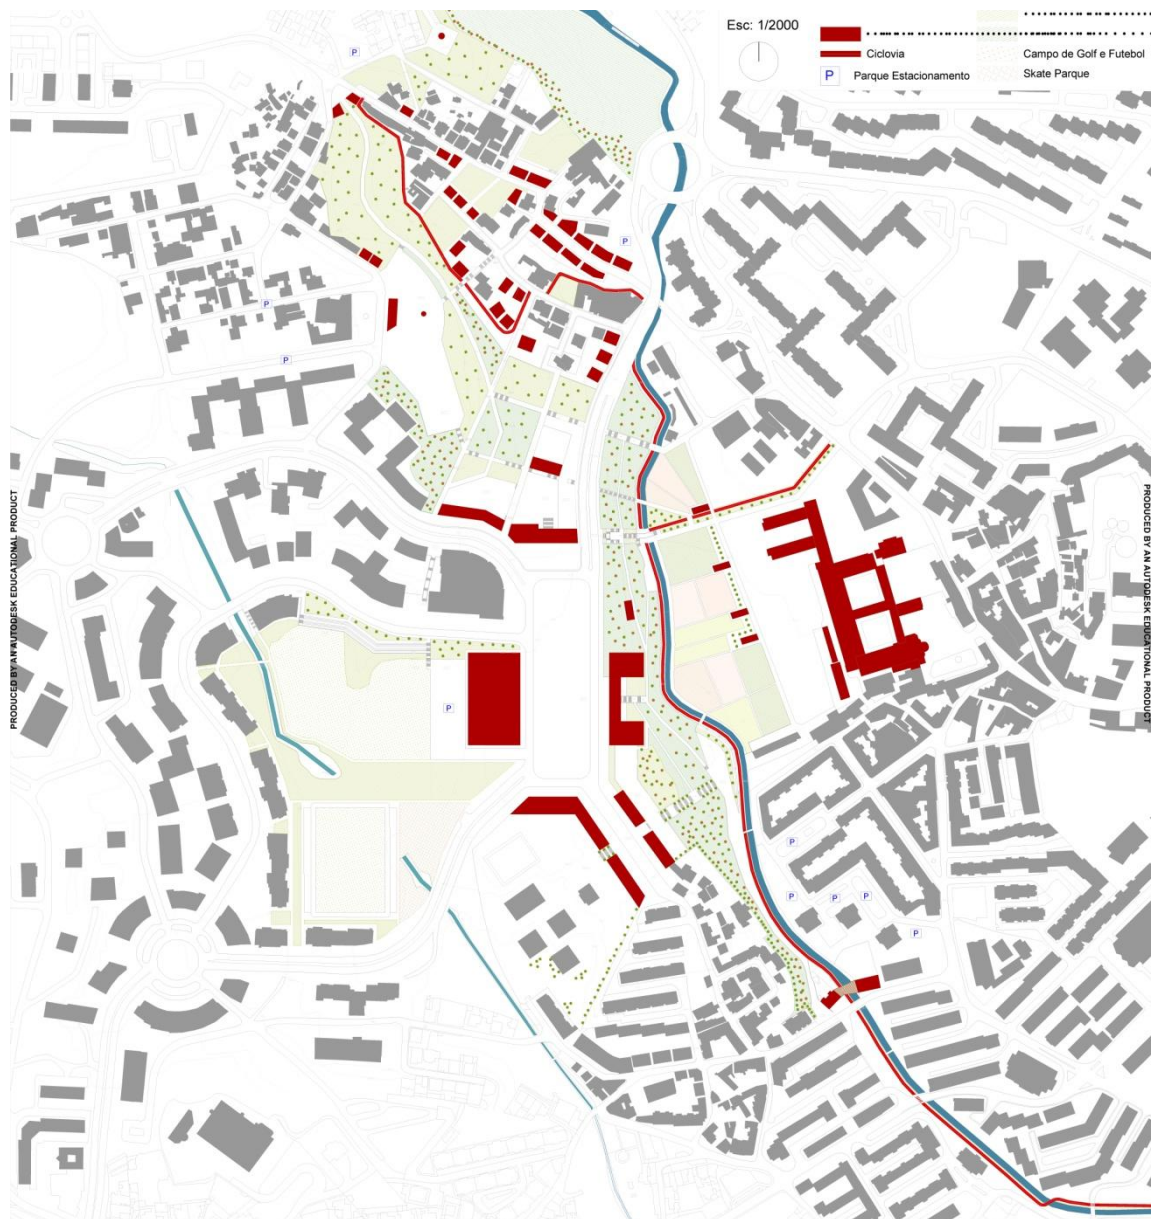 Esc: 1/2000
Ciclovia
Campo de Golf e Futebol
P Parque Estacionamento
Skate Parque
P
P
P
P
P
P
P
P
P
P
PRODUCED BY AN AUTODESK EDUCATIONAL PRODUCT
PRODUCED BY AN AUTODESK EDUCATIONAL PRODUCT